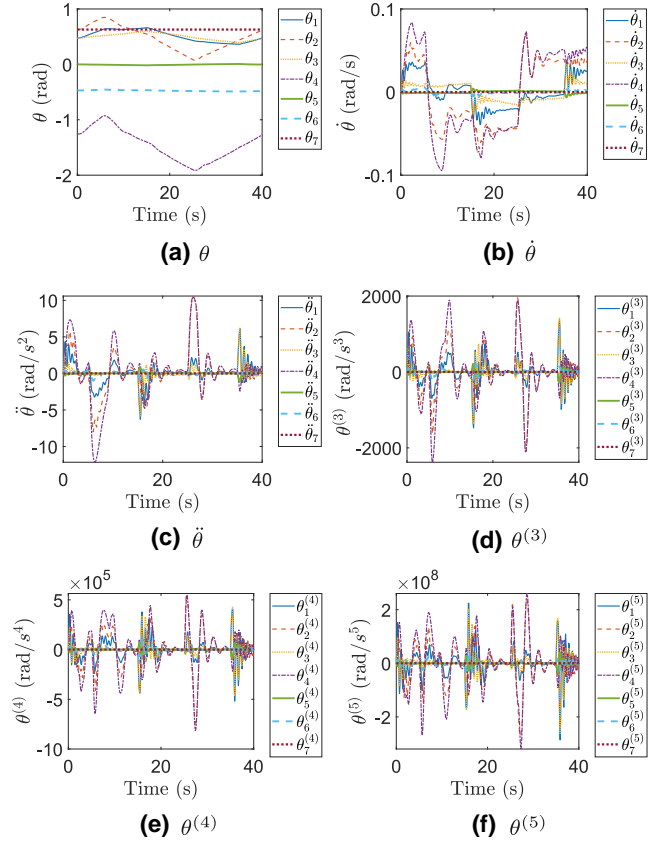 1
0
-1
-2
θ (rad)
0 20 40
Time (s)
θ₁
θ₂
θ₃
θ₄
θ₅
θ₆
θ₇
(a) θ
0.1
0
-0.1
θ̇ (rad/s)
0 20 40
Time (s)
θ̇₁
θ̇₂
θ̇₃
θ̇₄
θ̇₅
θ̇₆
θ̇₇
(b) θ̇
10
5
0
-5
-10
θ̈ (rad/s²)
0 20 40
Time (s)
θ̈₁
θ̈₂
θ̈₃
θ̈₄
θ̈₅
θ̈₆
θ̈₇
(c) θ̈
2000
0
-2000
θ⁽³⁾ (rad/s³)
0 20 40
Time (s)
θ₁⁽³⁾
θ₂⁽³⁾
θ₃⁽³⁾
θ₄⁽³⁾
θ₅⁽³⁾
θ₆⁽³⁾
θ₇⁽³⁾
(d) θ⁽³⁾
×10⁵
5
0
-5
-10
θ⁽⁴⁾ (rad/s⁴)
0 20 40
Time (s)
θ₁⁽⁴⁾
θ₂⁽⁴⁾
θ₃⁽⁴⁾
θ₄⁽⁴⁾
θ₅⁽⁴⁾
θ₆⁽⁴⁾
θ₇⁽⁴⁾
(e) θ⁽⁴⁾
×10⁸
2
0
-2
θ⁽⁵⁾ (rad/s⁵)
0 20 40
Time (s)
θ₁⁽⁵⁾
θ₂⁽⁵⁾
θ₃⁽⁵⁾
θ₄⁽⁵⁾
θ₅⁽⁵⁾
θ₆⁽⁵⁾
θ₇⁽⁵⁾
(f) θ⁽⁵⁾